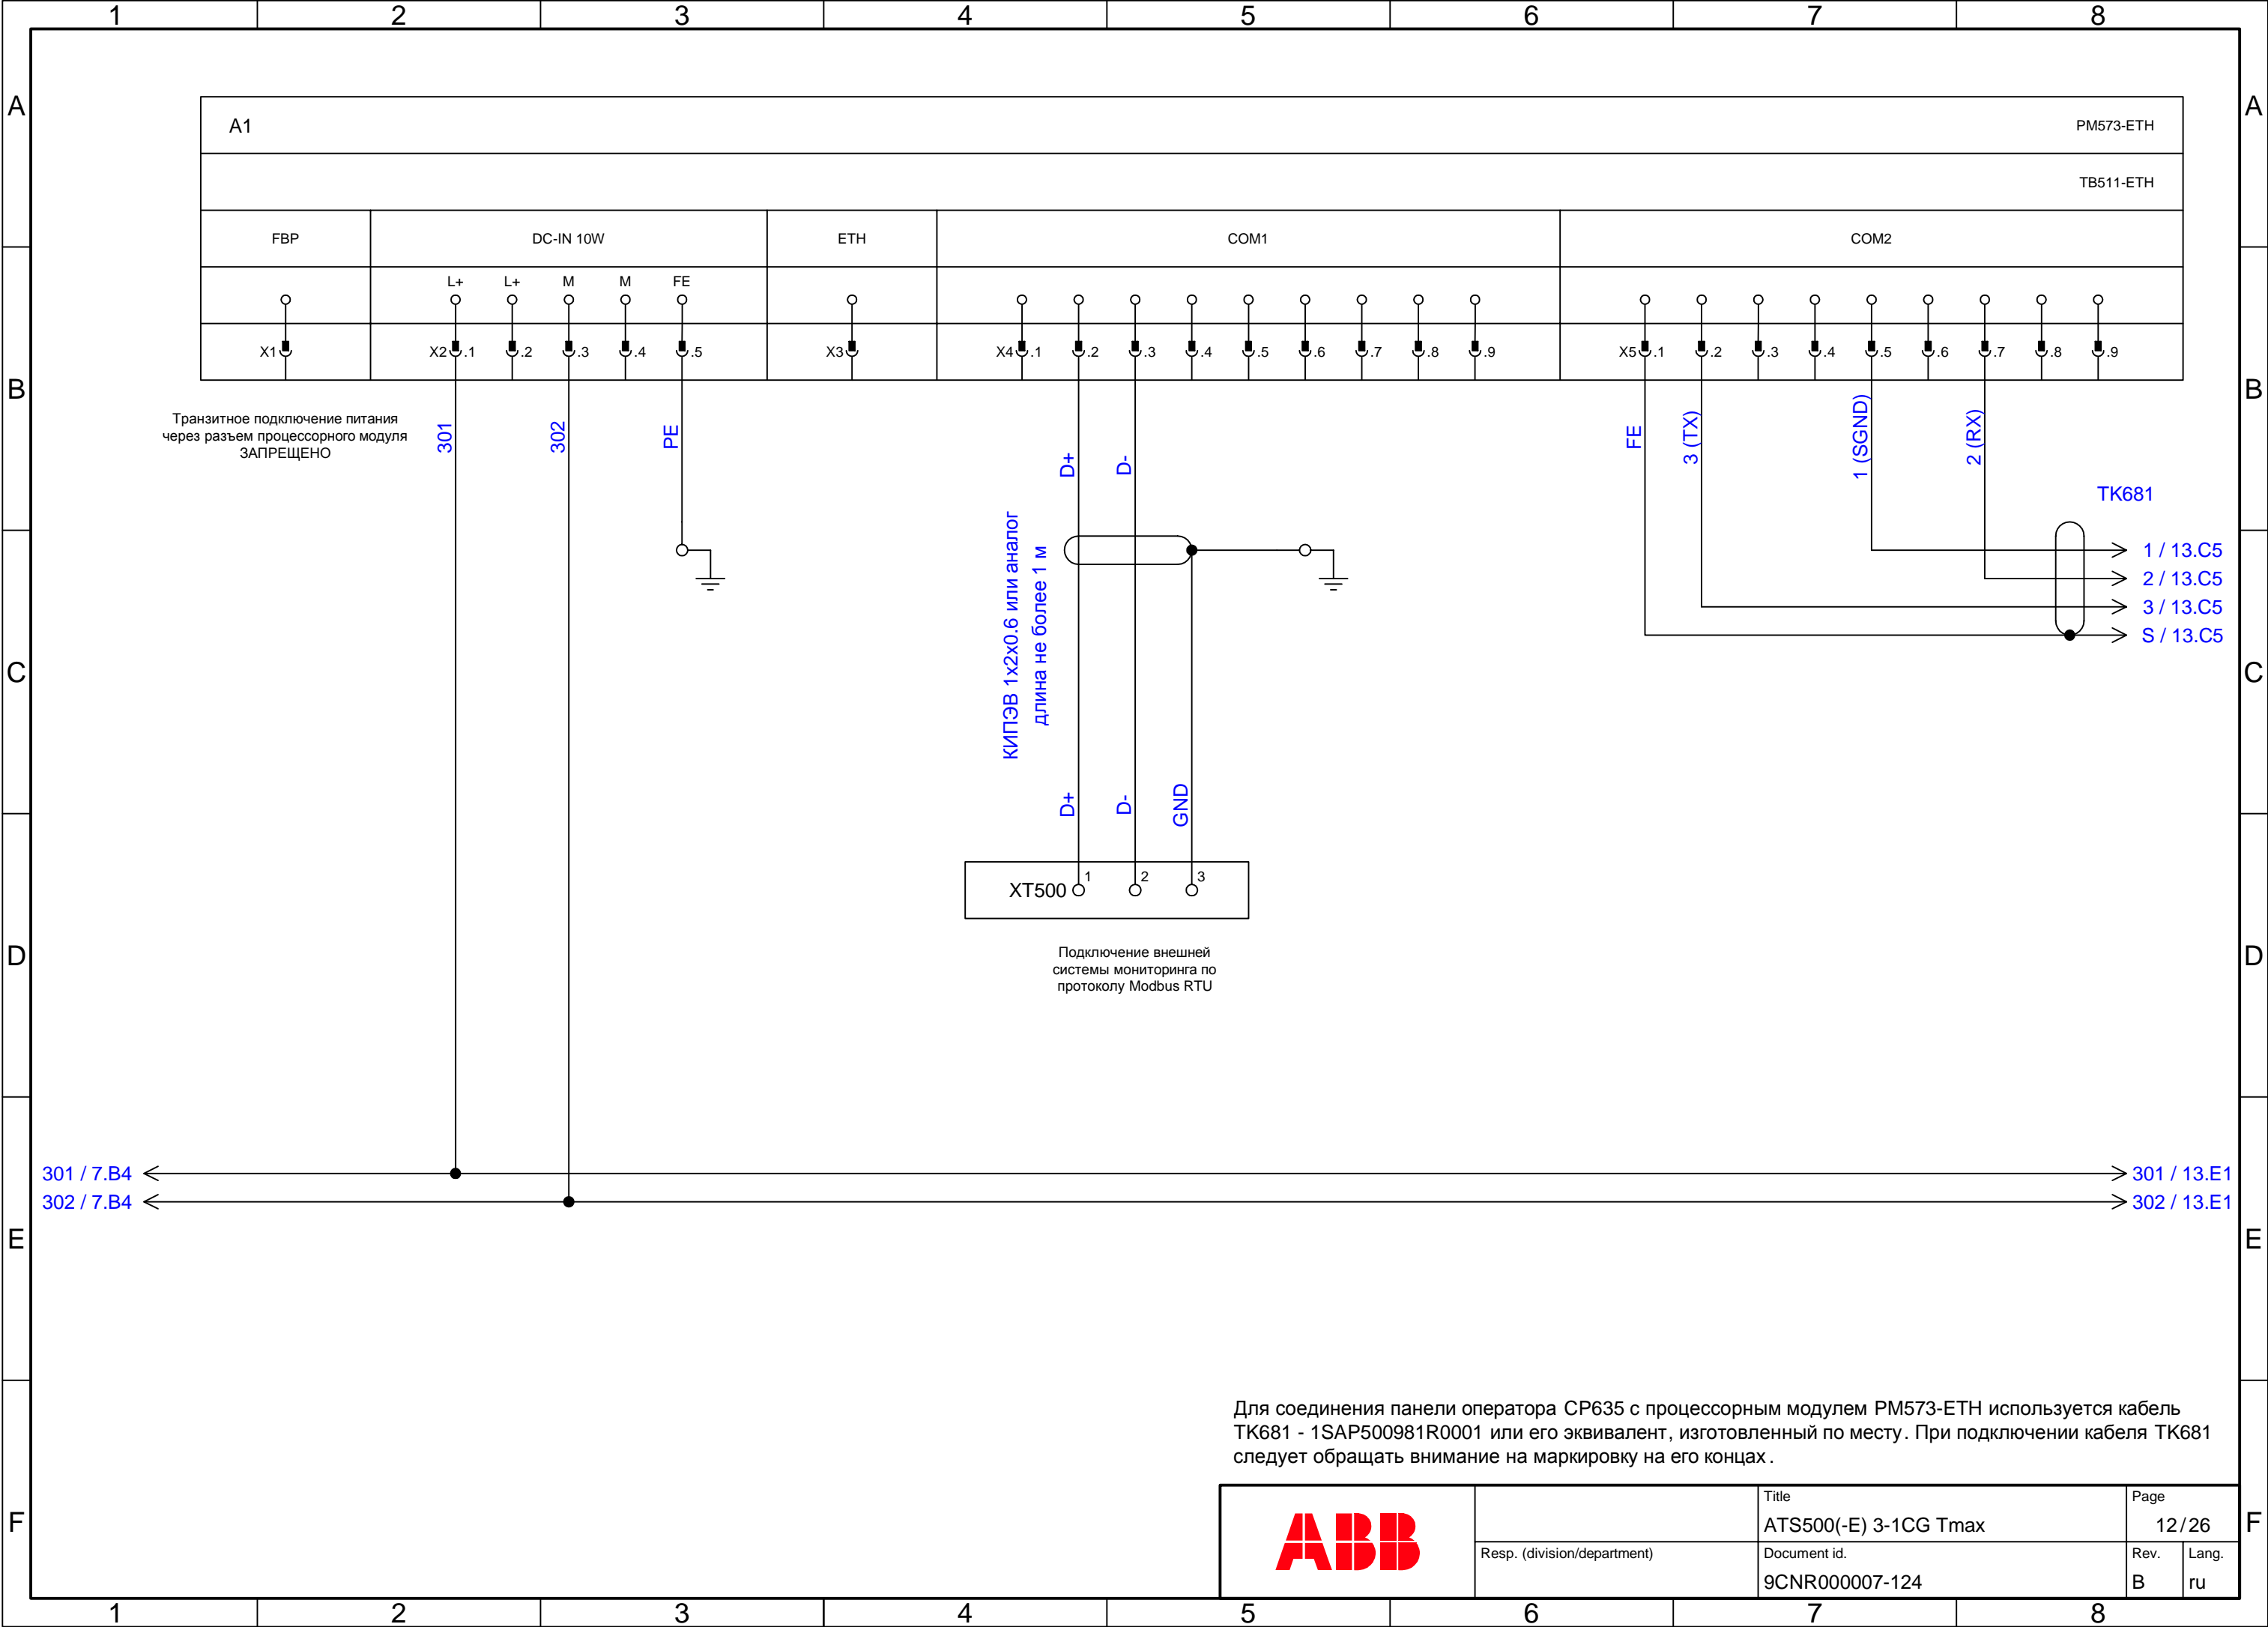 1 2 3 4 5 6 7 8
A A
A1 PM573-ETH
TB511-ETH
FBP DC-IN 10W ETH COM1 COM2
L+ L+ M M FE
X1 X2 .1 .2 .3 .4 .5 X3 X4 .1 .2 .3 .4 .5 .6 .7 .8 .9 X5 .1 .2 .3 .4 .5 .6 .7 .8 .9
B B
Транзитное подключение питания
через разъем процессорного модуля
ЗАПРЕЩЕНО
301
302
PE
D+
D-
FE
3 (TX)
1 (SGND)
2 (RX)
TK681
КИПЭВ 1x2x0.6 или аналог
длина не более 1 м
1 / 13.C5
2 / 13.C5
3 / 13.C5
S / 13.C5
C C
D+
D-
GND
XT500 1 2 3
Подключение внешней
системы мониторинга по
протоколу Modbus RTU
D D
301 / 7.B4 301 / 13.E1
302 / 7.B4 302 / 13.E1
E E
Для соединения панели оператора CP635 с процессорным модулем PM573-ETH используется кабель
TK681 - 1SAP500981R0001 или его эквивалент, изготовленный по месту. При подключении кабеля TK681
следует обращать внимание на маркировку на его концах.
F F
ABB
Title
ATS500(-E) 3-1CG Tmax
Page
12/26
Resp. (division/department)
Document id.
9CNR000007-124
Rev.
B
Lang.
ru
1 2 3 4 5 6 7 8